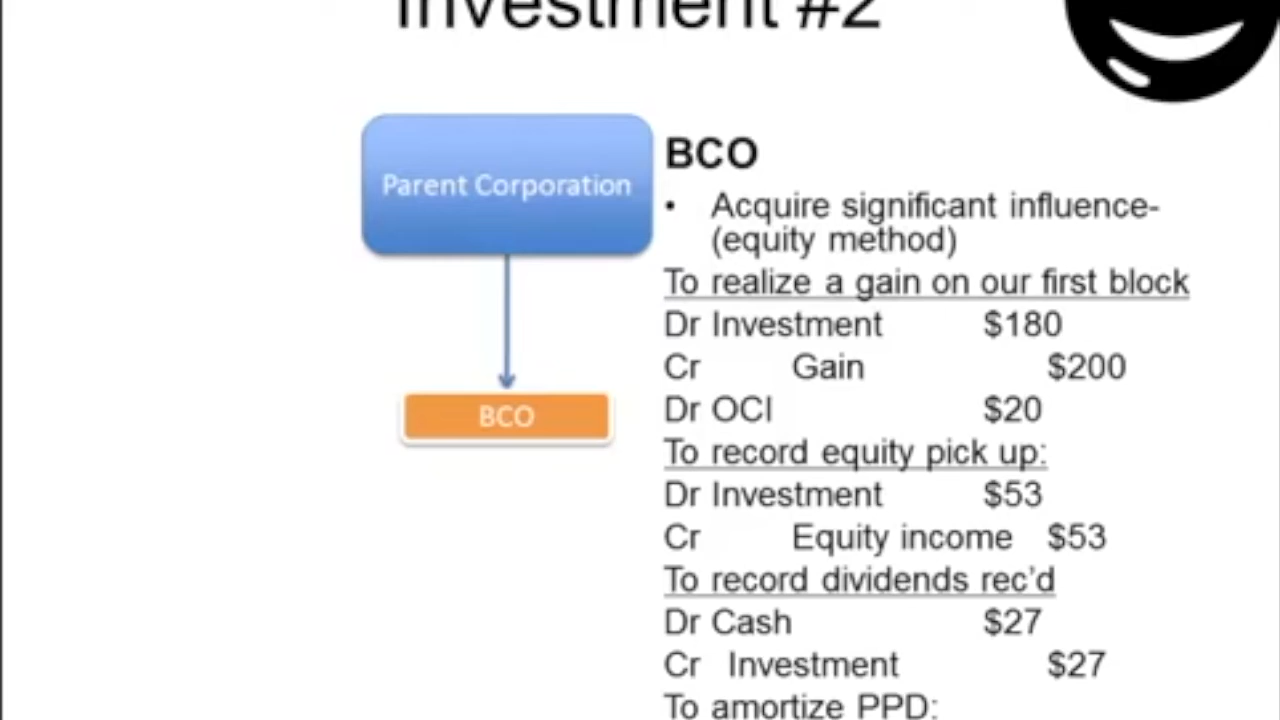 Investment #2
Parent Corporation
BCO
BCO
• Acquire significant influence-
(equity method)
To realize a gain on our first block
Dr Investment $180
Cr Gain $200
Dr OCI $20
To record equity pick up:
Dr Investment $53
Cr Equity income $53
To record dividends rec'd
Dr Cash $27
Cr Investment $27
To amortize PPD: